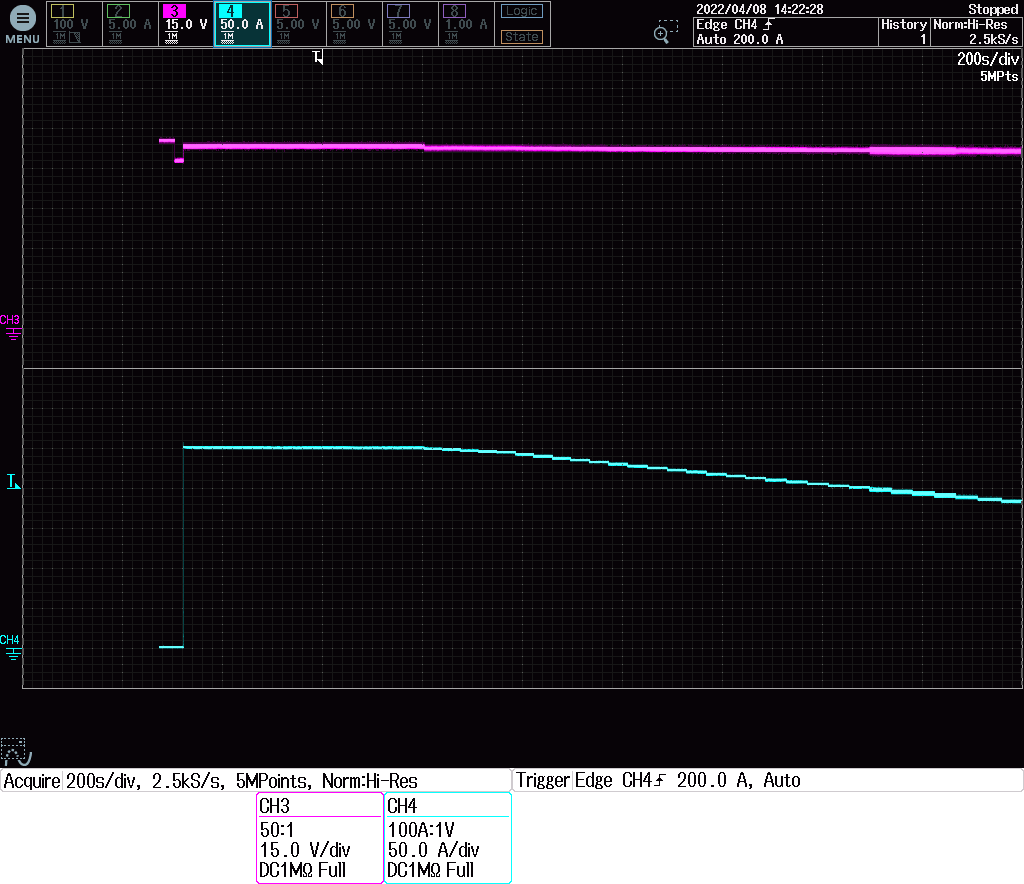 MENU
1 2 3 4 5 6 7 8 Logic
100 V 5.00 A 15.0 V 50.0 A 5.00 V 5.00 V 5.00 V 1.00 A
1M 1M 1M 1M 1M 1M 1M 1M State
2022/04/08 14:22:28 Stopped
Edge CH4 History Norm:Hi-Res
Auto 200.0 A 1 2.5kS/s
T 200s/div
5MPts
CH3
T
CH4
Acquire 200s/div, 2.5kS/s, 5MPoints, Norm:Hi-Res Trigger Edge CH4 200.0 A, Auto
CH3 CH4
50:1 100A:1V
15.0 V/div 50.0 A/div
DC1MΩ Full DC1MΩ Full